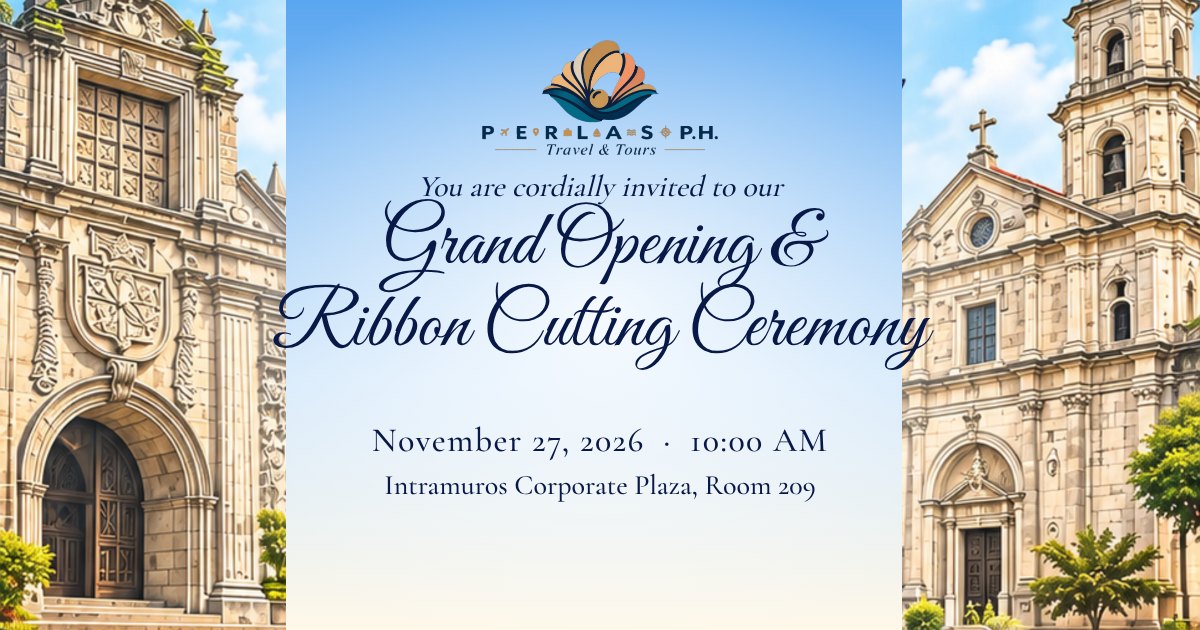 PERLAS P.H.
Travel & Tours
You are cordially invited to our
Grand Opening &
Ribbon Cutting Ceremony
November 27, 2026 · 10:00 AM
Intramuros Corporate Plaza, Room 209